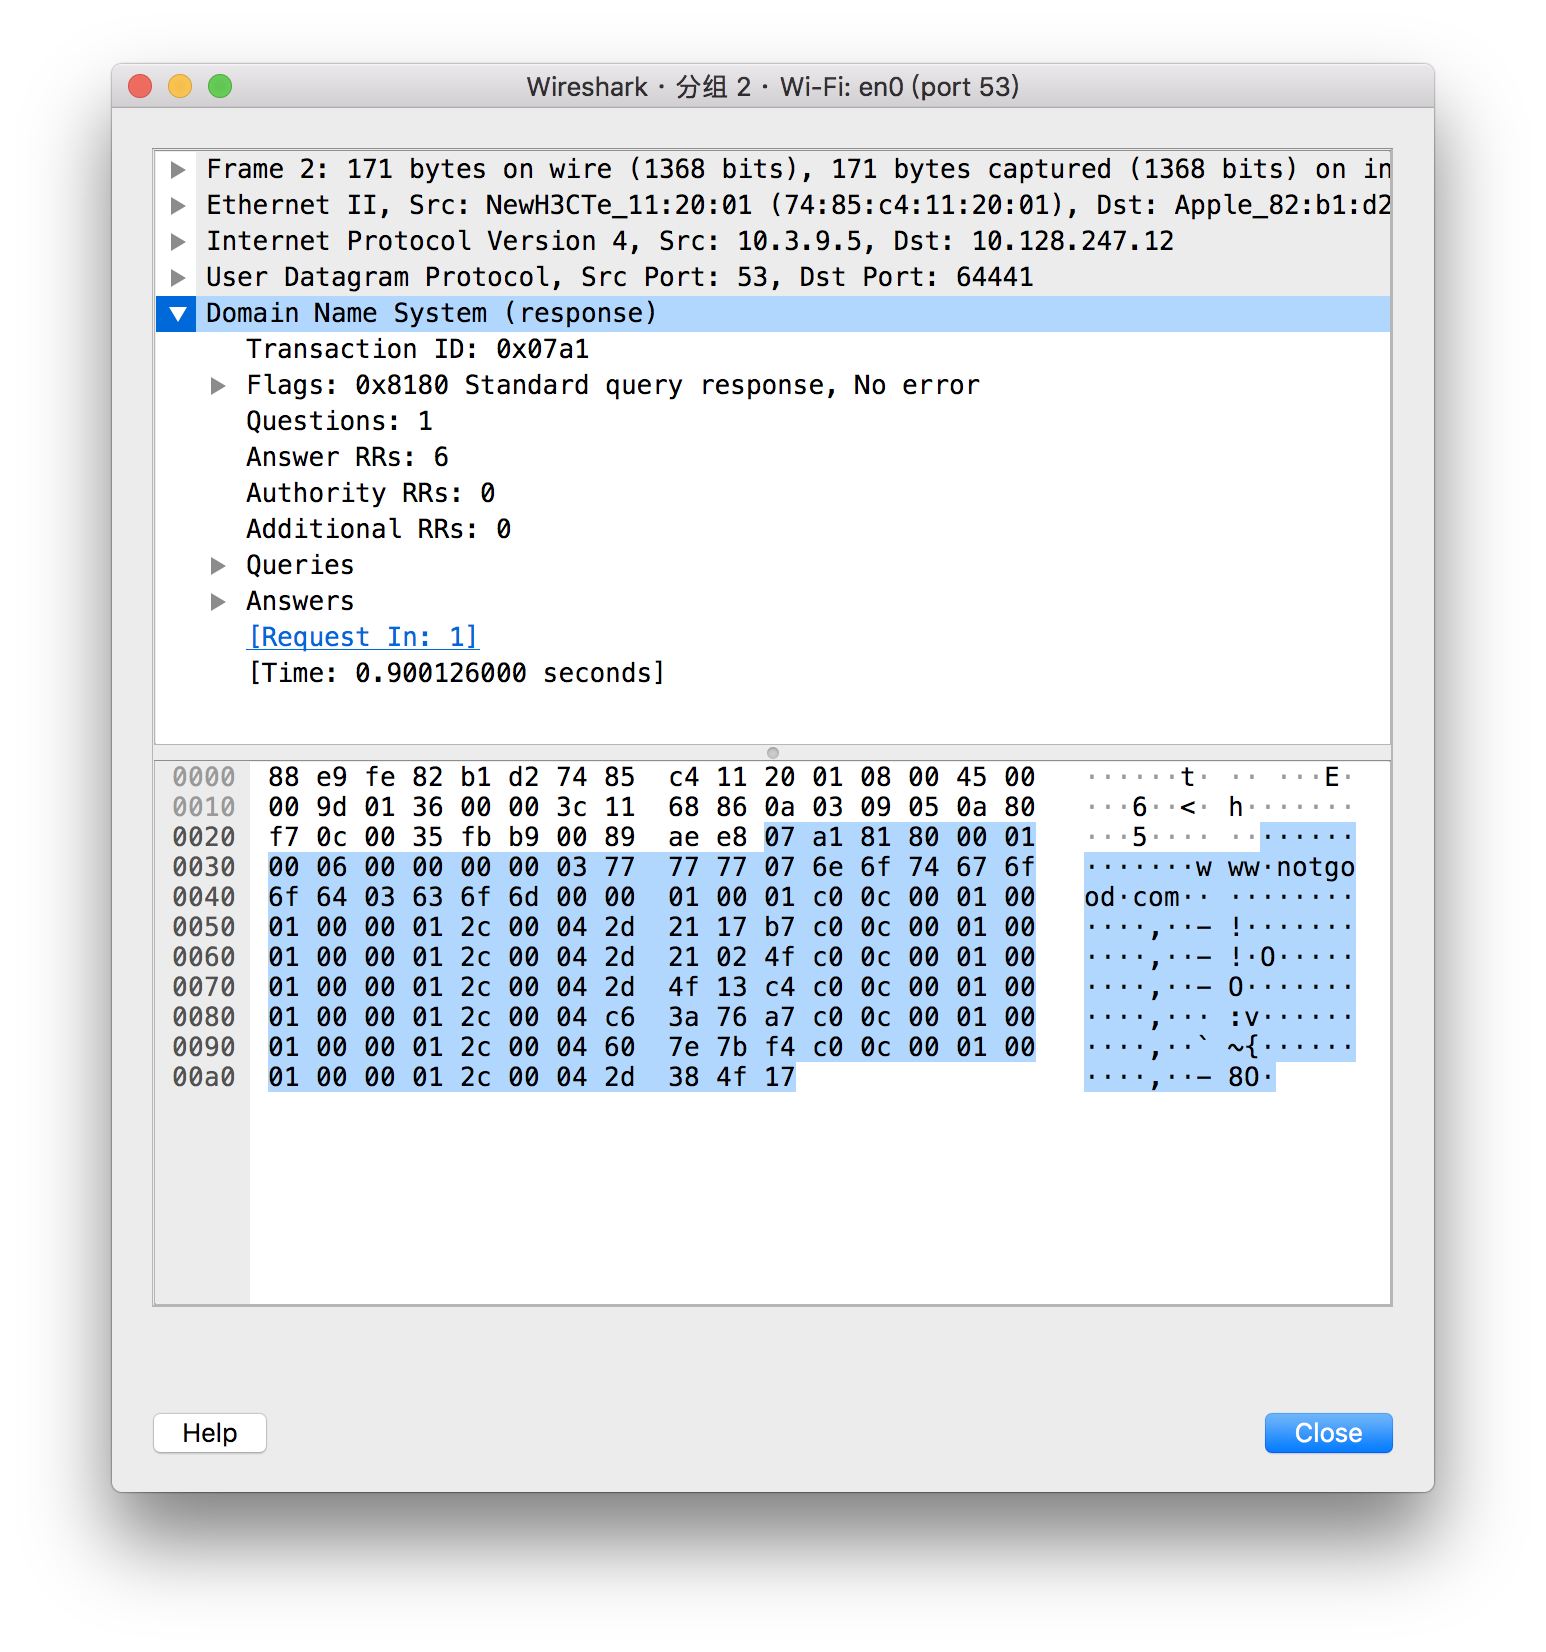 Wireshark · 分组 2 · Wi-Fi: en0 (port 53)
Frame 2: 171 bytes on wire (1368 bits), 171 bytes captured (1368 bits) on in
Ethernet II, Src: NewH3CTe_11:20:01 (74:85:c4:11:20:01), Dst: Apple_82:b1:d2
Internet Protocol Version 4, Src: 10.3.9.5, Dst: 10.128.247.12
User Datagram Protocol, Src Port: 53, Dst Port: 64441
Domain Name System (response)
Transaction ID: 0x07a1
Flags: 0x8180 Standard query response, No error
Questions: 1
Answer RRs: 6
Authority RRs: 0
Additional RRs: 0
Queries
Answers
[Request In: 1]
[Time: 0.900126000 seconds]
0000 88 e9 fe 82 b1 d2 74 85 c4 11 20 01 08 00 45 00 ······t· ·· ···E·
0010 00 9d 01 36 00 00 3c 11 68 86 0a 03 09 05 0a 80 ···6··<· h·······
0020 f7 0c 00 35 fb b9 00 89 ae e8 07 a1 81 80 00 01 ···5···· ········
0030 00 06 00 00 00 00 03 77 77 77 07 6e 6f 74 67 6f ·······w ww·notgo
0040 6f 64 03 63 6f 6d 00 00 01 00 01 c0 0c 00 01 00 od·com·· ········
0050 01 00 00 01 2c 00 04 2d 21 17 b7 c0 0c 00 01 00 ····,··- !·······
0060 01 00 00 01 2c 00 04 2d 21 02 4f c0 0c 00 01 00 ····,··- !·O·····
0070 01 00 00 01 2c 00 04 2d 4f 13 c4 c0 0c 00 01 00 ····,··- O·······
0080 01 00 00 01 2c 00 04 c6 3a 76 a7 c0 0c 00 01 00 ····,··· :v······
0090 01 00 00 01 2c 00 04 60 7e 7b f4 c0 0c 00 01 00 ····,··` ~{······
00a0 01 00 00 01 2c 00 04 2d 38 4f 17 ····,··- 8O·
Help
Close